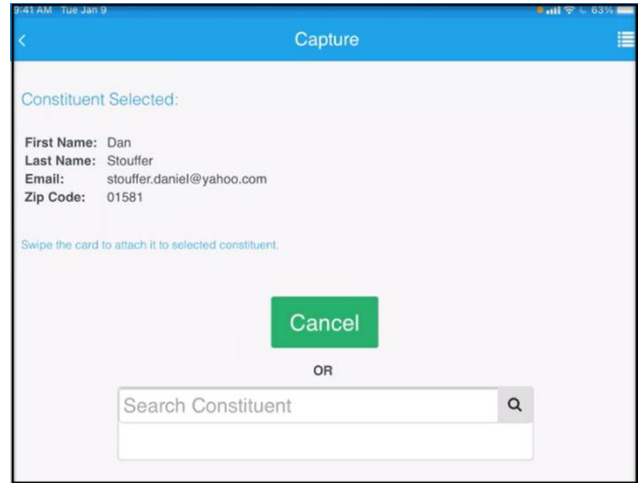 9:41 AM Tue Jan 9 63%
Capture
Constituent Selected:
First Name: Dan
Last Name: Stouffer
Email: stouffer.daniel@yahoo.com
Zip Code: 01581
Swipe the card to attach it to selected constituent.
Cancel
OR
Search Constituent